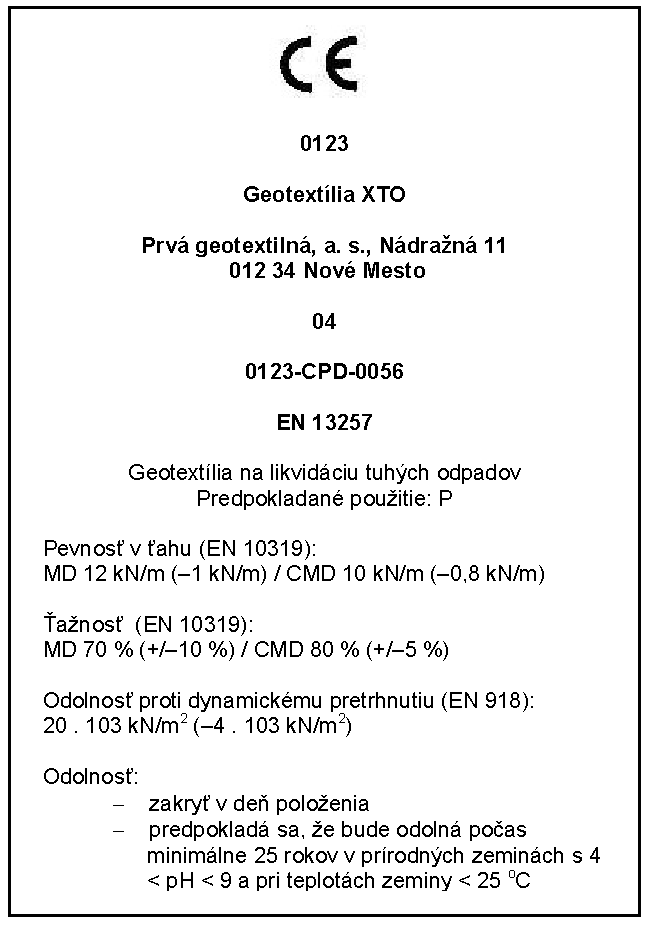 CE
0123
Geotextília XTO
Prvá geotextilná, a. s., Nádražná 11
012 34 Nové Mesto
04
0123-CPD-0056
EN 13257
Geotextília na likvidáciu tuhých odpadov
Predpokladané použitie: P
Pevnosť v ťahu (EN 10319):
MD 12 kN/m (–1 kN/m) / CMD 10 kN/m (–0,8 kN/m)
Ťažnosť  (EN 10319):
MD 70 % (+/–10 %) / CMD 80 % (+/–5 %)
Odolnosť proti dynamickému pretrhnutiu (EN 918):
20 . 103 kN/m² (–4 . 103 kN/m²)
Odolnosť:
– zakryť v deň položenia
– predpokladá sa, že bude odolná počas
minimálne 25 rokov v prírodných zeminách s 4
< pH < 9 a pri teplotách zeminy < 25 ⁰C